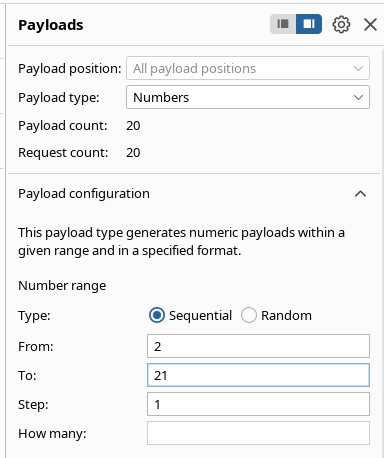 Payloads
Payload position: All payload positions
Payload type: Numbers
Payload count: 20
Request count: 20
Payload configuration
This payload type generates numeric payloads within a
given range and in a specified format.
Number range
Type: Sequential Random
From: 2
To: 21
Step: 1
How many: